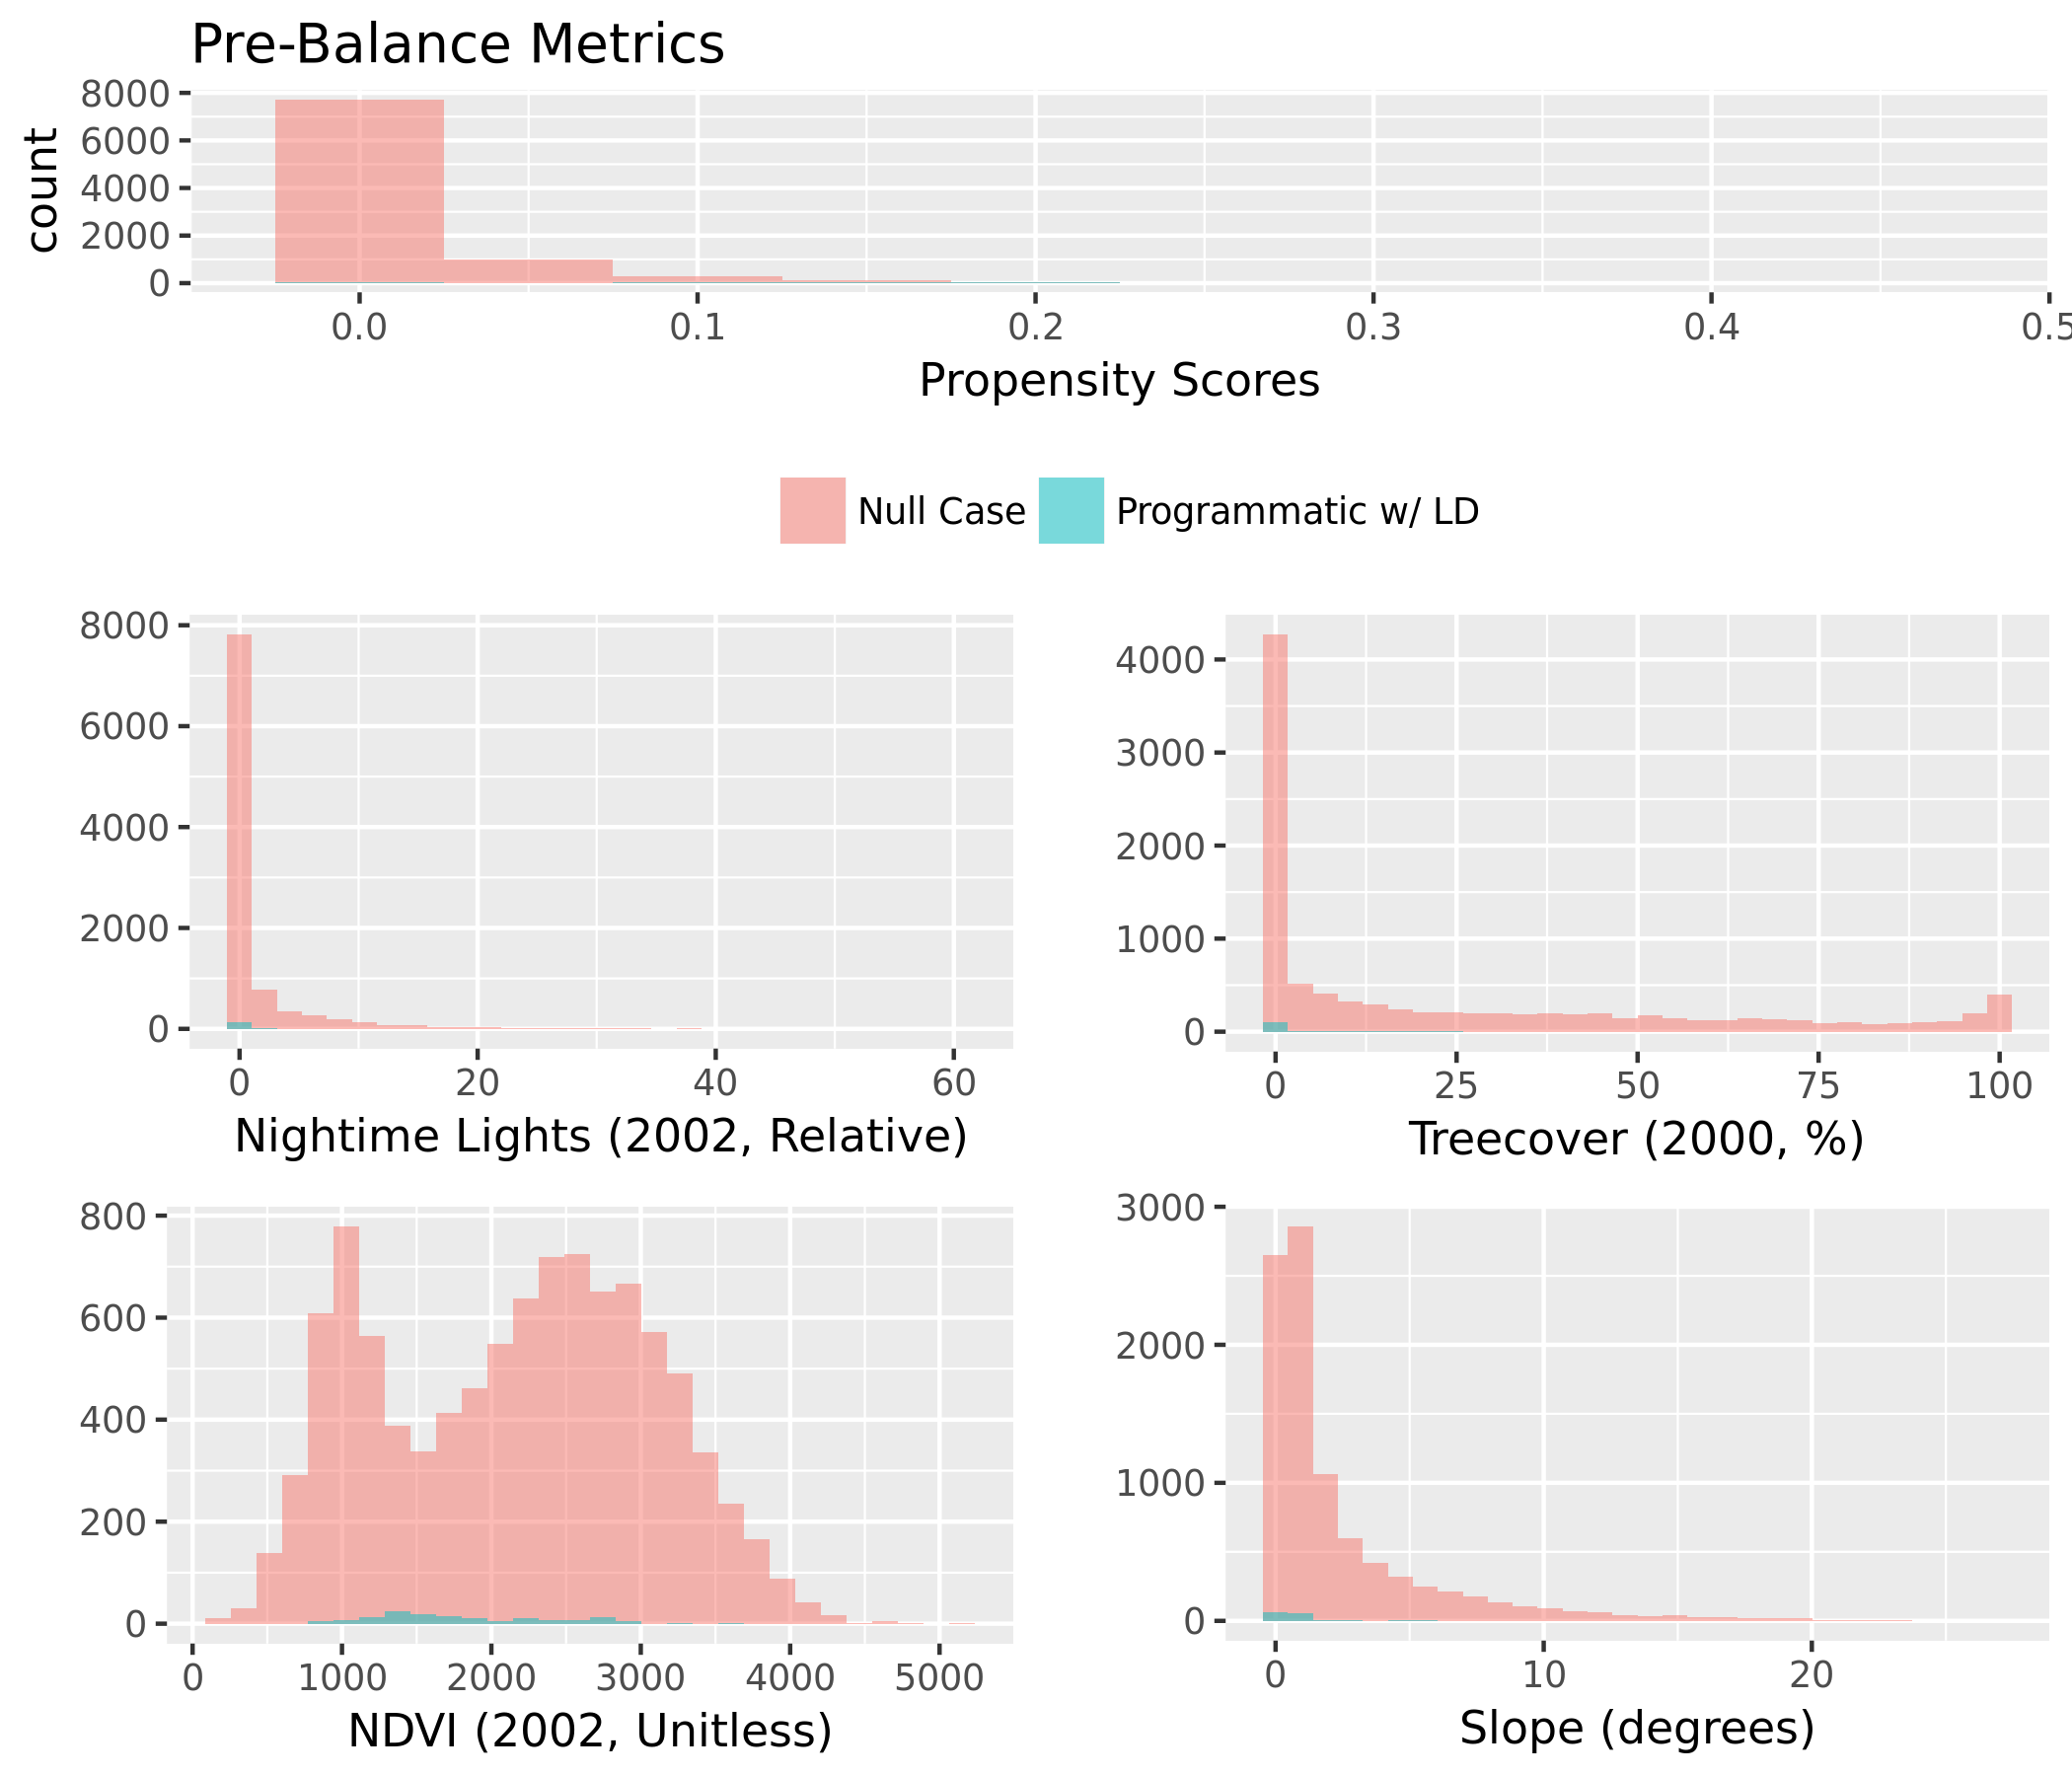 Pre-Balance Metrics
8000
6000
4000
2000
0
count
0.0 0.1 0.2 0.3 0.4 0.5
Propensity Scores
Null Case Programmatic w/ LD
8000
6000
4000
2000
0
0 20 40 60
Nightime Lights (2002, Relative)
4000
3000
2000
1000
0
0 25 50 75 100
Treecover (2000, %)
800
600
400
200
0
0 1000 2000 3000 4000 5000
NDVI (2002, Unitless)
3000
2000
1000
0
0 10 20
Slope (degrees)